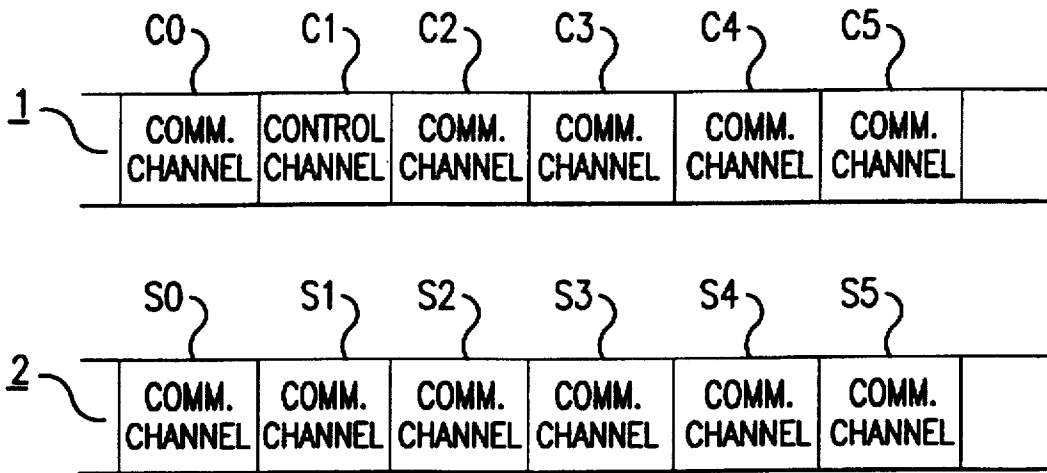 C0 C1 C2 C3 C4 C5
1
COMM. CONTROL COMM. COMM. COMM. COMM.
CHANNEL CHANNEL CHANNEL CHANNEL CHANNEL CHANNEL
S0 S1 S2 S3 S4 S5
2
COMM. COMM. COMM. COMM. COMM. COMM.
CHANNEL CHANNEL CHANNEL CHANNEL CHANNEL CHANNEL